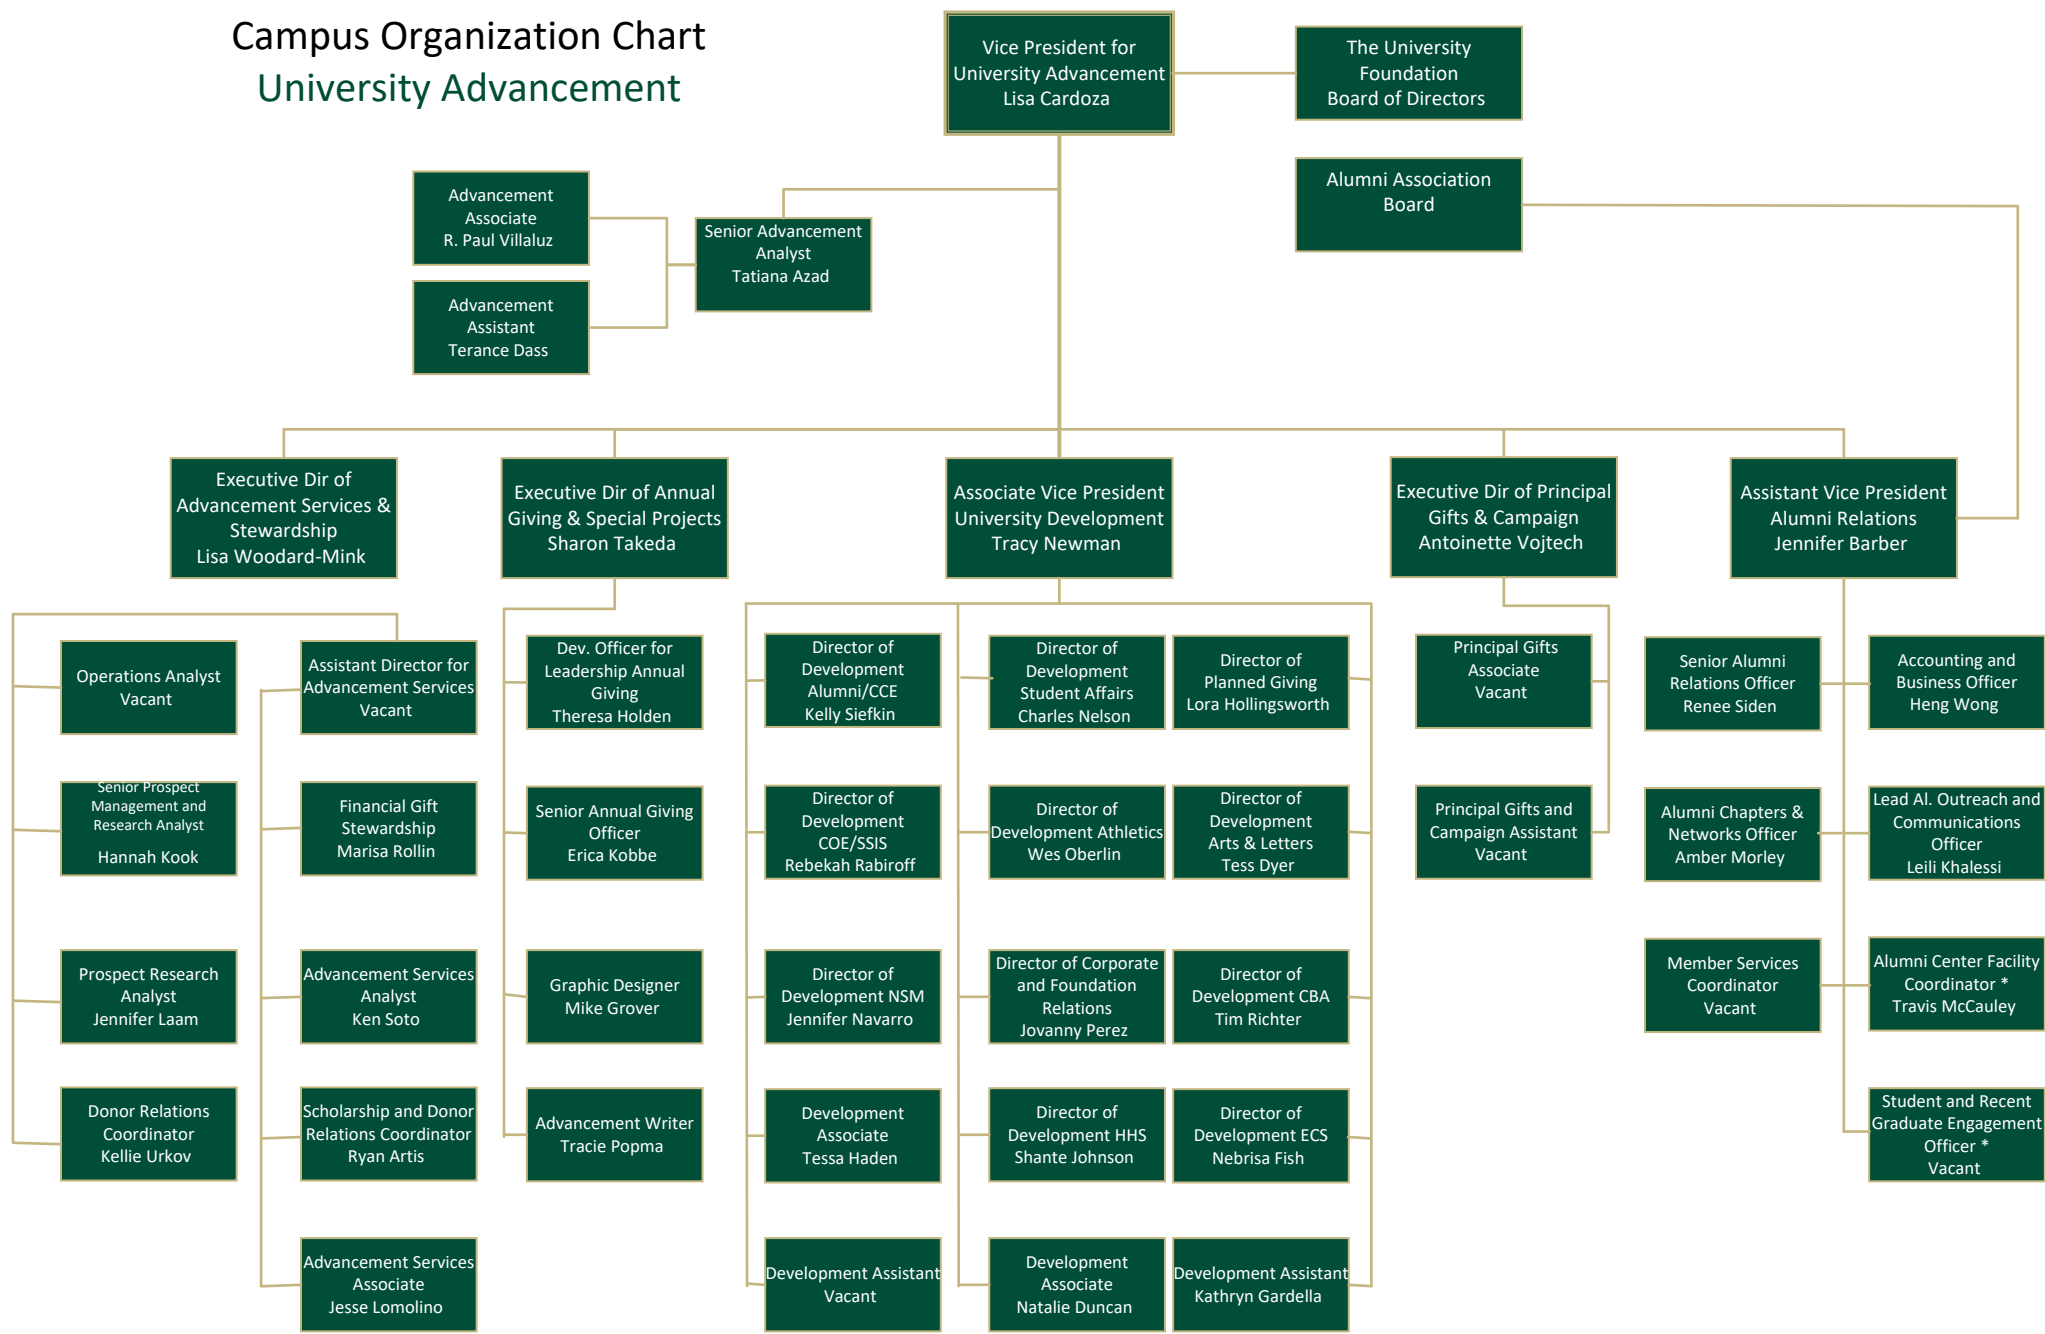 Campus Organization Chart
University Advancement
Vice President for
University Advancement
Lisa Cardoza
The University
Foundation
Board of Directors
Alumni Association
Board
Advancement
Associate
R. Paul Villaluz
Senior Advancement
Analyst
Tatiana Azad
Advancement
Assistant
Terance Dass
Executive Dir of
Advancement Services &
Stewardship
Lisa Woodard-Mink
Executive Dir of Annual
Giving & Special Projects
Sharon Takeda
Associate Vice President
University Development
Tracy Newman
Executive Dir of Principal
Gifts & Campaign
Antoinette Vojtech
Assistant Vice President
Alumni Relations
Jennifer Barber
Operations Analyst
Vacant
Assistant Director for
Advancement Services
Vacant
Dev. Officer for
Leadership Annual
Giving
Theresa Holden
Director of
Development
Alumni/CCE
Kelly Siefkin
Director of
Development
Student Affairs
Charles Nelson
Director of
Planned Giving
Lora Hollingsworth
Principal Gifts
Associate
Vacant
Senior Alumni
Relations Officer
Renee Siden
Accounting and
Business Officer
Heng Wong
Senior Prospect
Management and
Research Analyst
Hannah Kook
Financial Gift
Stewardship
Marisa Rollin
Senior Annual Giving
Officer
Erica Kobbe
Director of
Development
COE/SSIS
Rebekah Rabiroff
Director of
Development Athletics
Wes Oberlin
Director of
Development
Arts & Letters
Tess Dyer
Principal Gifts and
Campaign Assistant
Vacant
Alumni Chapters &
Networks Officer
Amber Morley
Lead Al. Outreach and
Communications
Officer
Leili Khalessi
Prospect Research
Analyst
Jennifer Laam
Advancement Services
Analyst
Ken Soto
Graphic Designer
Mike Grover
Director of
Development NSM
Jennifer Navarro
Director of Corporate
and Foundation
Relations
Jovanny Perez
Director of
Development CBA
Tim Richter
Member Services
Coordinator
Vacant
Alumni Center Facility
Coordinator *
Travis McCauley
Donor Relations
Coordinator
Kellie Urkov
Scholarship and Donor
Relations Coordinator
Ryan Artis
Advancement Writer
Tracie Popma
Development
Associate
Tessa Haden
Director of
Development HHS
Shante Johnson
Director of
Development ECS
Nebrisa Fish
Student and Recent
Graduate Engagement
Officer *
Vacant
Advancement Services
Associate
Jesse Lomolino
Development Assistant
Vacant
Development
Associate
Natalie Duncan
Development Assistant
Kathryn Gardella